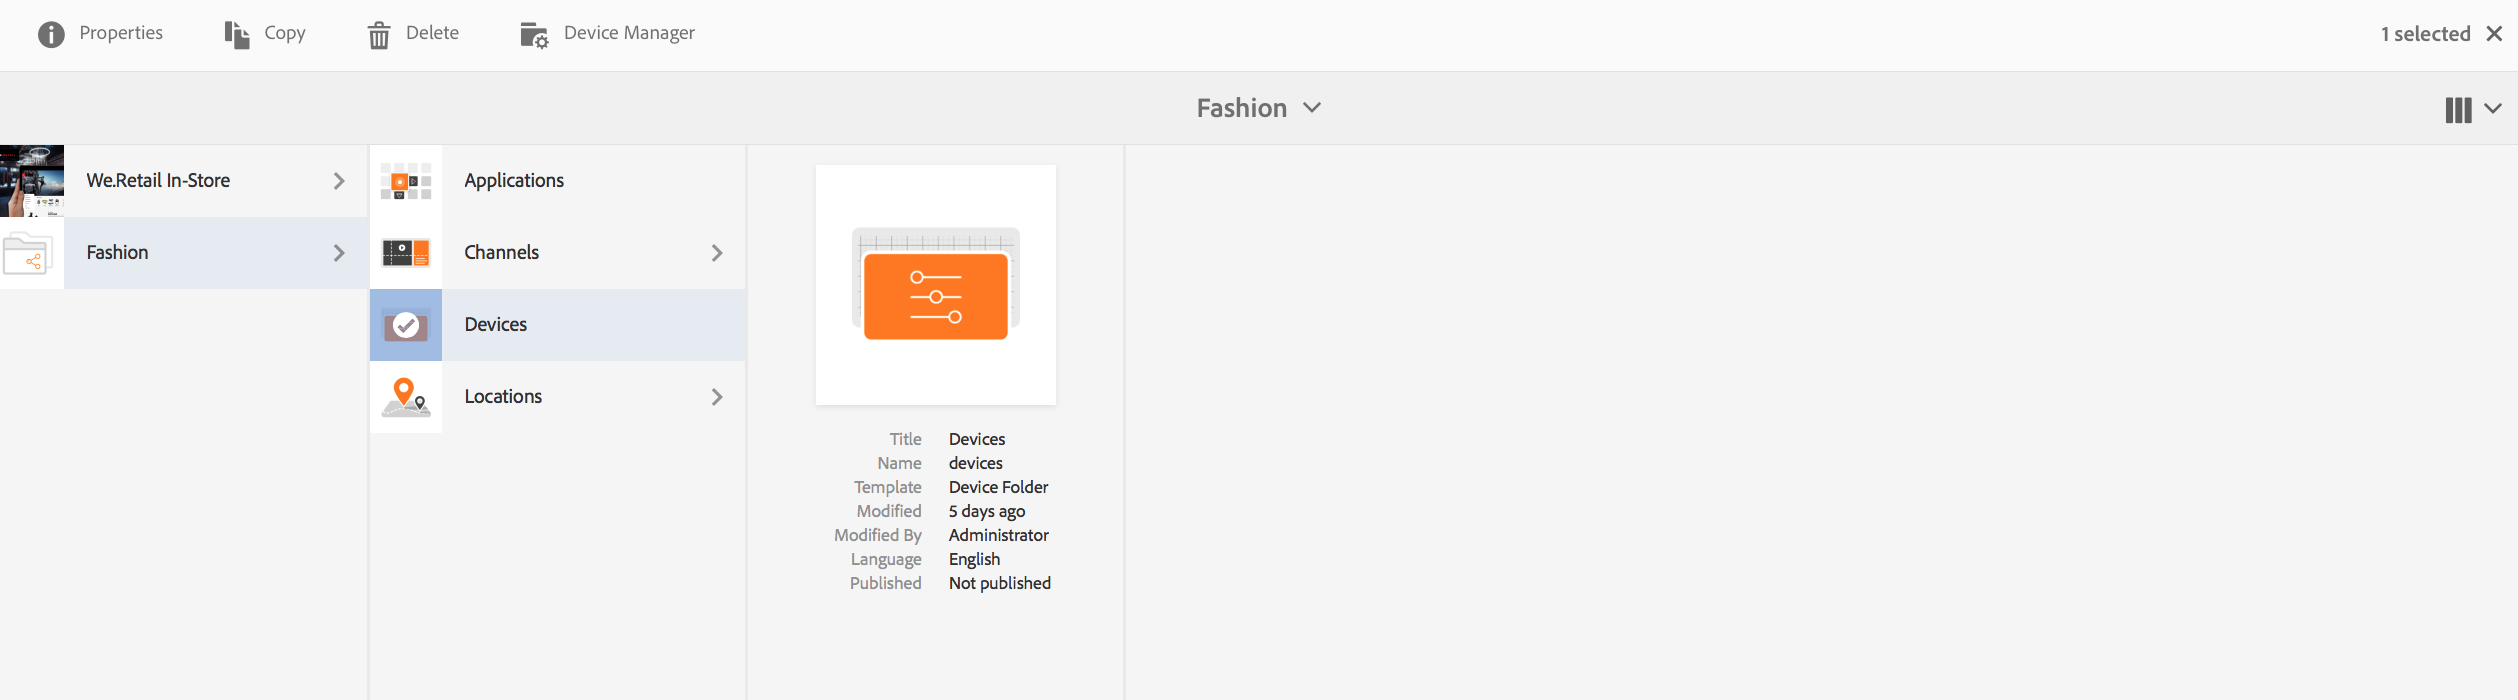 Properties
Copy
Delete
Device Manager
1 selected
Fashion
We.Retail In-Store
Fashion
Applications
Channels
Devices
Locations
Title Devices
Name devices
Template Device Folder
Modified 5 days ago
Modified By Administrator
Language English
Published Not published